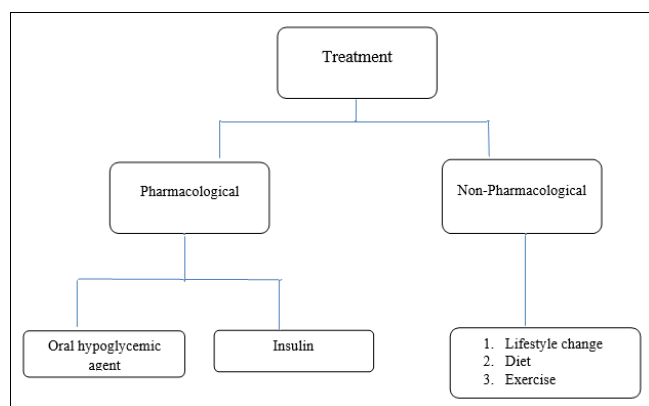 Treatment
Pharmacological
Non-Pharmacological
Oral hypoglycemic
agent
Insulin
1. Lifestyle change
2. Diet
3. Exercise